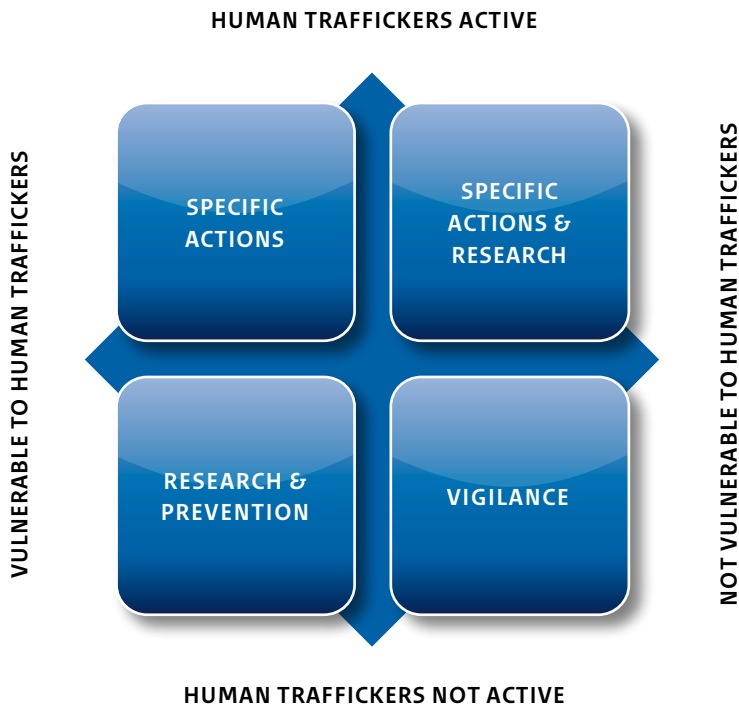 HUMAN TRAFFICKERS ACTIVE
VULNERABLE TO HUMAN TRAFFICKERS
SPECIFIC
ACTIONS
SPECIFIC
ACTIONS &
RESEARCH
NOT VULNERABLE TO HUMAN TRAFFICKERS
RESEARCH &
PREVENTION
VIGILANCE
HUMAN TRAFFICKERS NOT ACTIVE